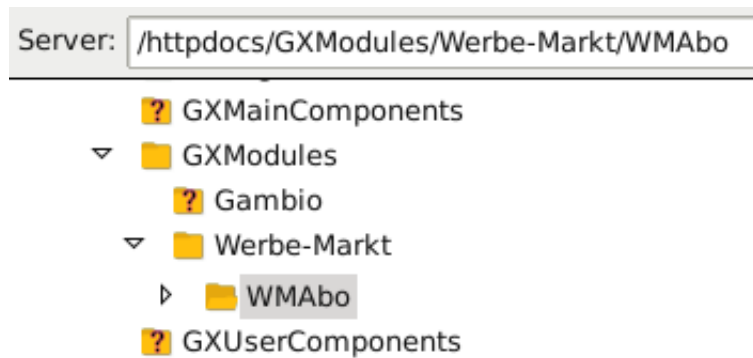 Server: /httpdocs/GXModules/Werbe-Markt/WMAbo
GXMainComponents
GXModules
Gambio
Werbe-Markt
WMAbo
GXUserComponents